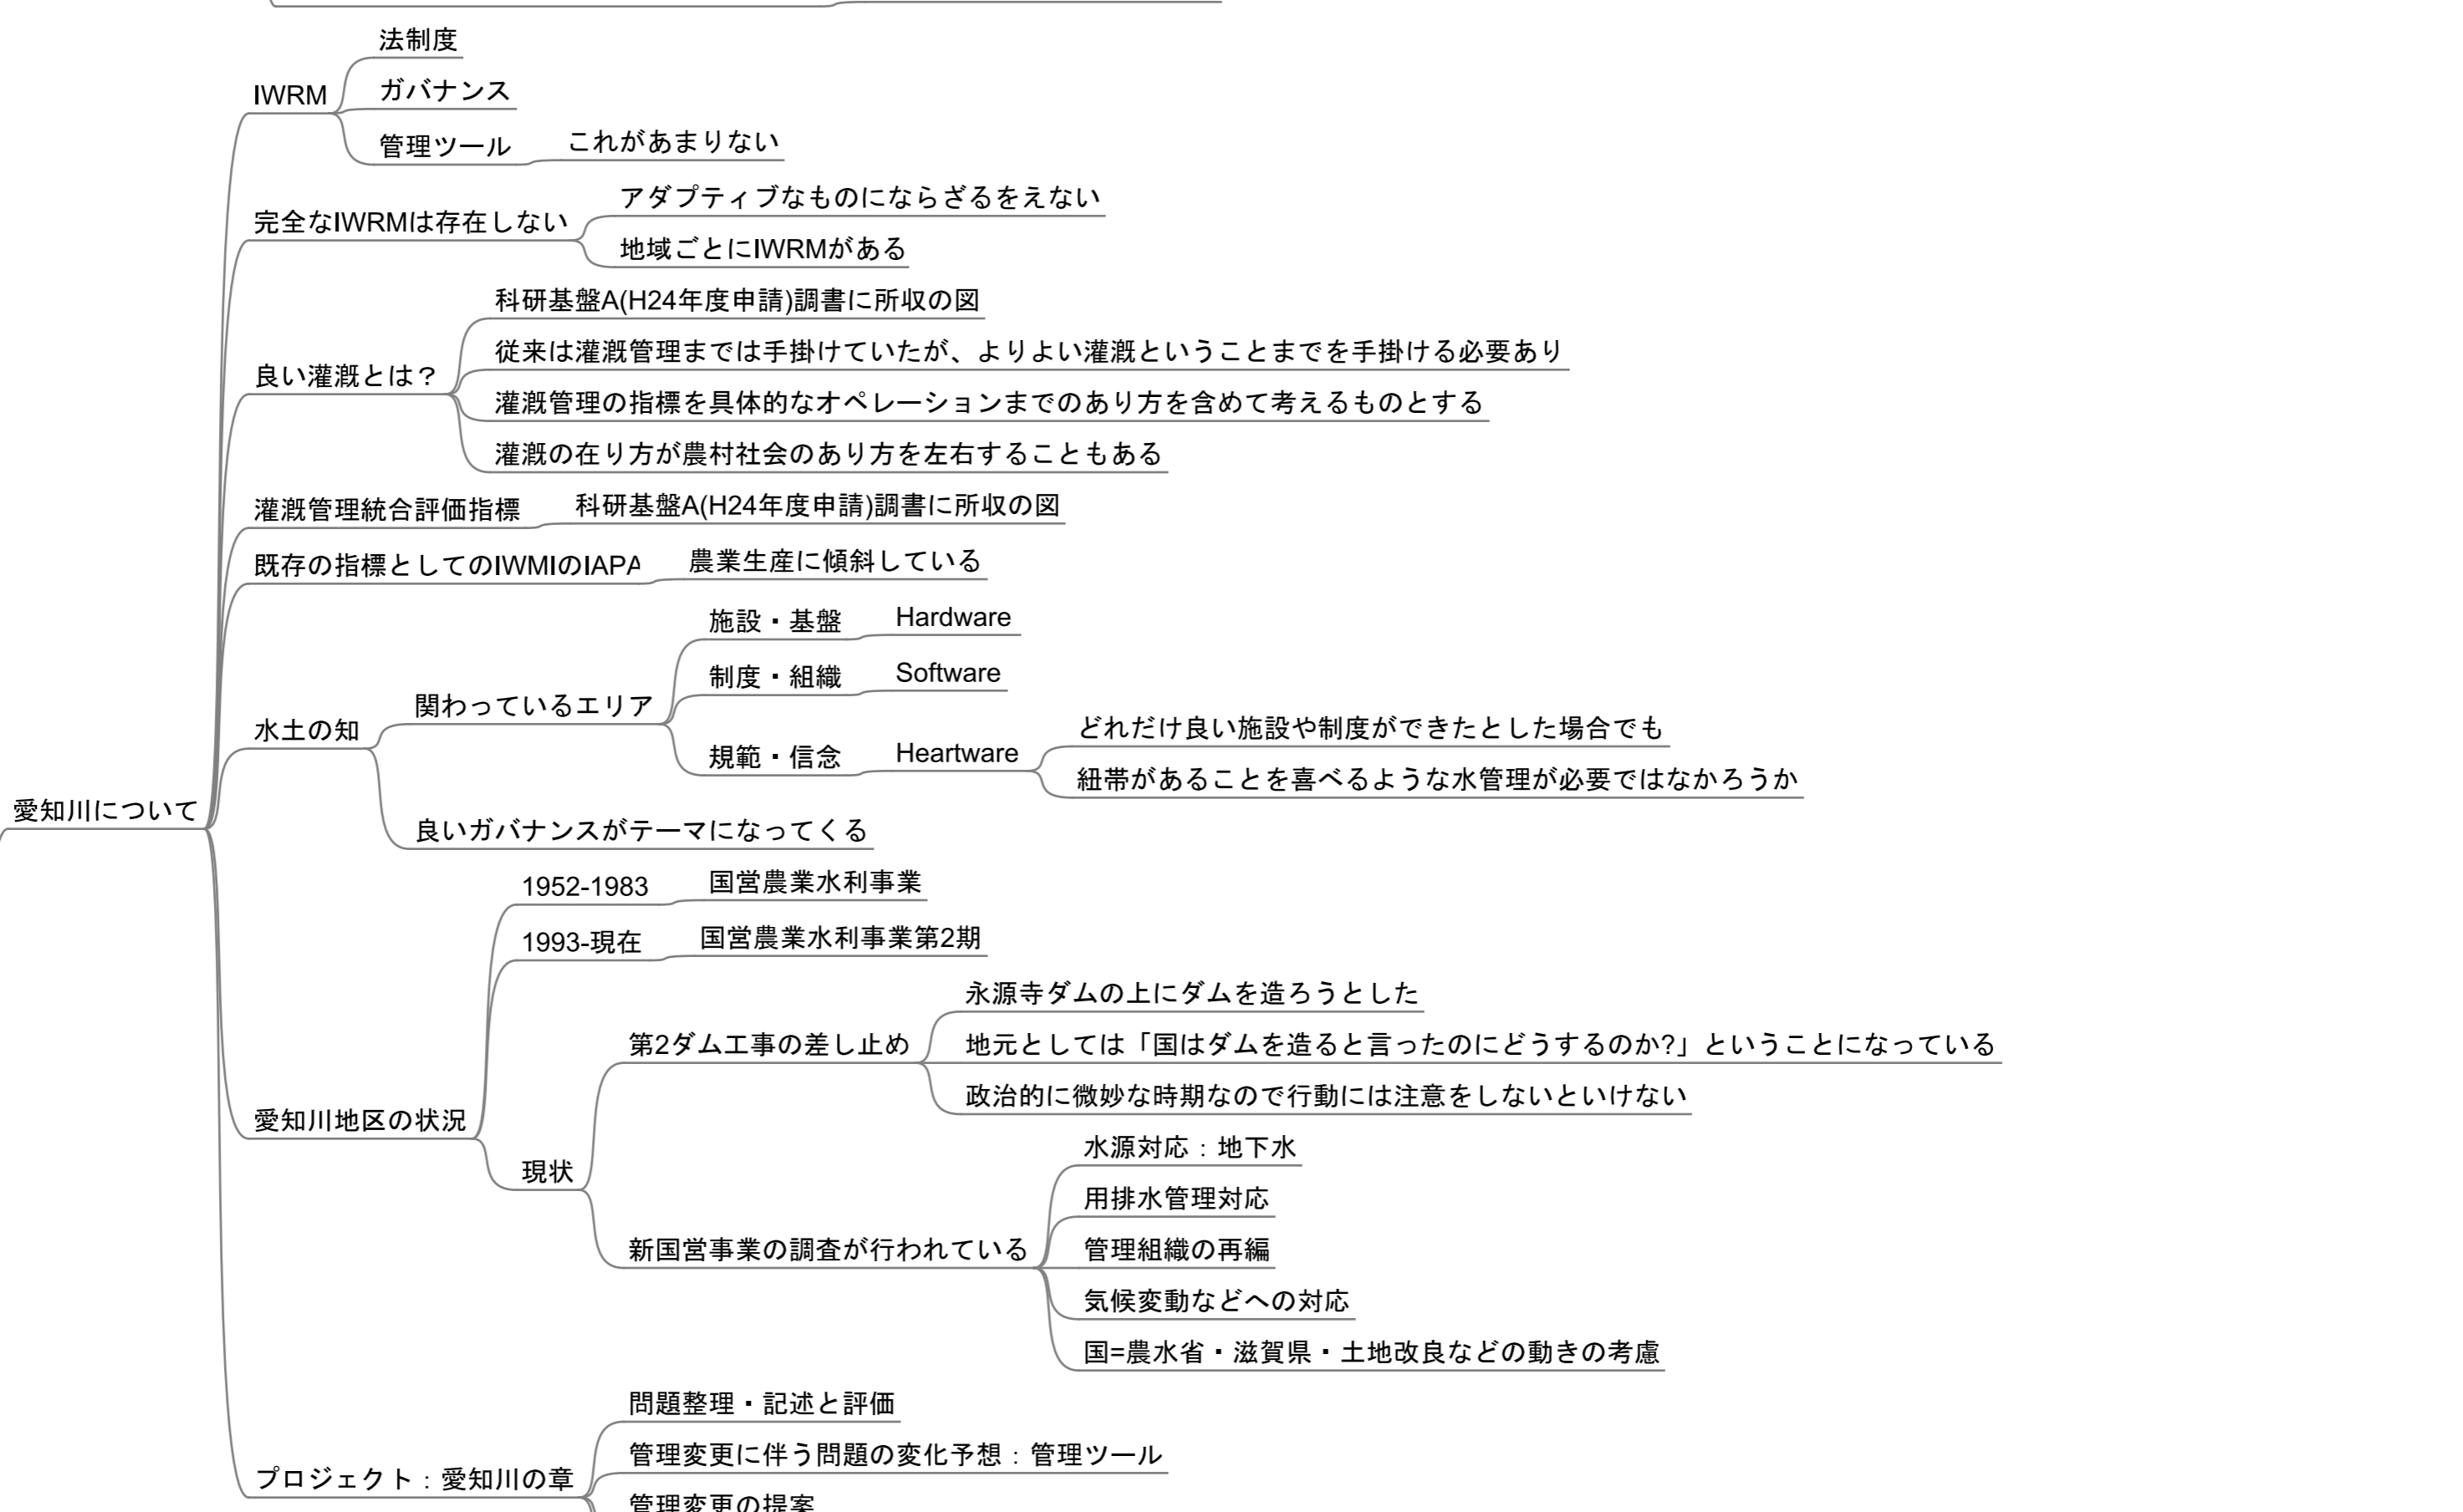 法制度
ガバナンス
IWRM
管理ツール
これがあまりない
アダプティブなものにならざるをえない
完全なIWRMは存在しない
地域ごとにIWRMがある
科研基盤A(H24年度申請)調書に所収の図
従来は灌漑管理までは手掛けていたが、よりよい灌漑ということまでを手掛ける必要あり
良い灌漑とは？
灌漑管理の指標を具体的なオペレーションまでのあり方を含めて考えるものとする
灌漑の在り方が農村社会のあり方を左右することもある
灌漑管理統合評価指標
科研基盤A(H24年度申請)調書に所収の図
既存の指標としてのIWMIのIAPA
農業生産に傾斜している
施設・基盤
Hardware
制度・組織
Software
関わっているエリア
水土の知
規範・信念
Heartware
どれだけ良い施設や制度ができたとした場合でも
紐帯があることを喜べるような水管理が必要ではなかろうか
愛知川について
良いガバナンスがテーマになってくる
1952-1983
国営農業水利事業
1993-現在
国営農業水利事業第2期
永源寺ダムの上にダムを造ろうとした
第2ダム工事の差し止め
地元としては「国はダムを造ると言ったのにどうするのか?」ということになっている
政治的に微妙な時期なので行動には注意をしないといけない
愛知川地区の状況
現状
水源対応：地下水
用排水管理対応
新国営事業の調査が行われている
管理組織の再編
気候変動などへの対応
国=農水省・滋賀県・土地改良などの動きの考慮
問題整理・記述と評価
管理変更に伴う問題の変化予想：管理ツール
プロジェクト：愛知川の章
管理変更の提案